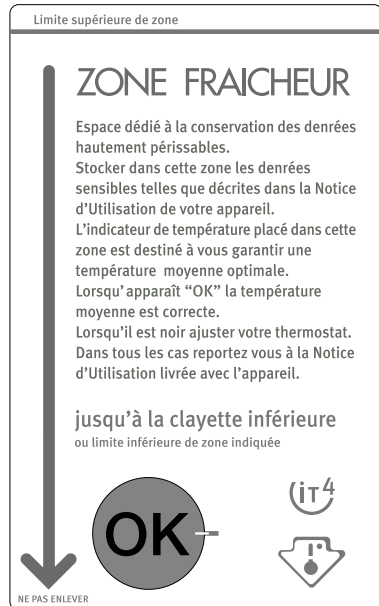 Limite supérieure de zone
ZONE FRAICHEUR
Espace dédié à la conservation des denrées
hautement périssables.
Stocker dans cette zone les denrées
sensibles telles que décrites dans la Notice
d'Utilisation de votre appareil.
L'indicateur de température placé dans cette
zone est destiné à vous garantir une
température moyenne optimale.
Lorsqu'apparaît “OK” la température
moyenne est correcte.
Lorsqu'il est noir ajuster votre thermostat.
Dans tous les cas reportez vous à la Notice
d'Utilisation livrée avec l'appareil.
jusqu'à la clayette inférieure
ou limite inférieure de zone indiquée
OK
iT4
NE PAS ENLEVER